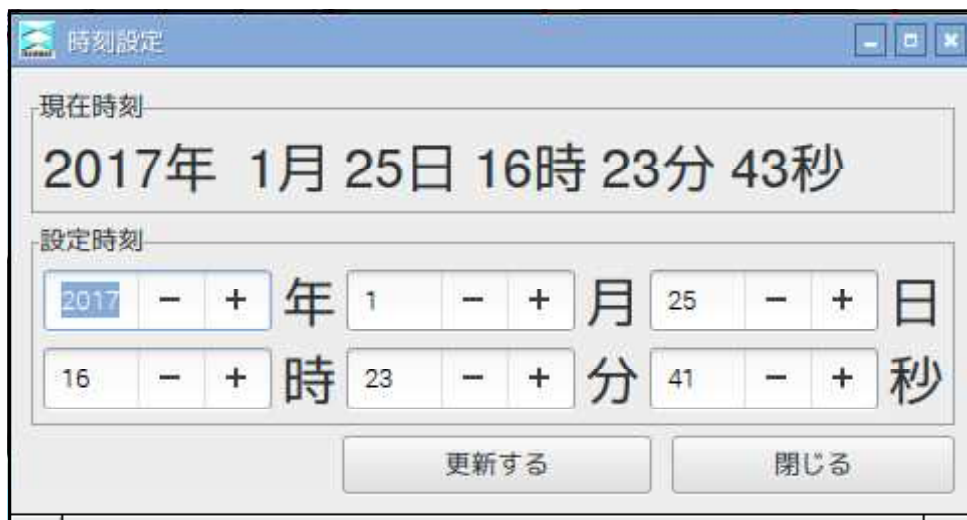 時刻設定
現在時刻
2017年 1月 25日 16時 23分 43秒
設定時刻
2017 − + 年 1 − + 月 25 − + 日
16 − + 時 23 − + 分 41 − + 秒
更新する 閉じる